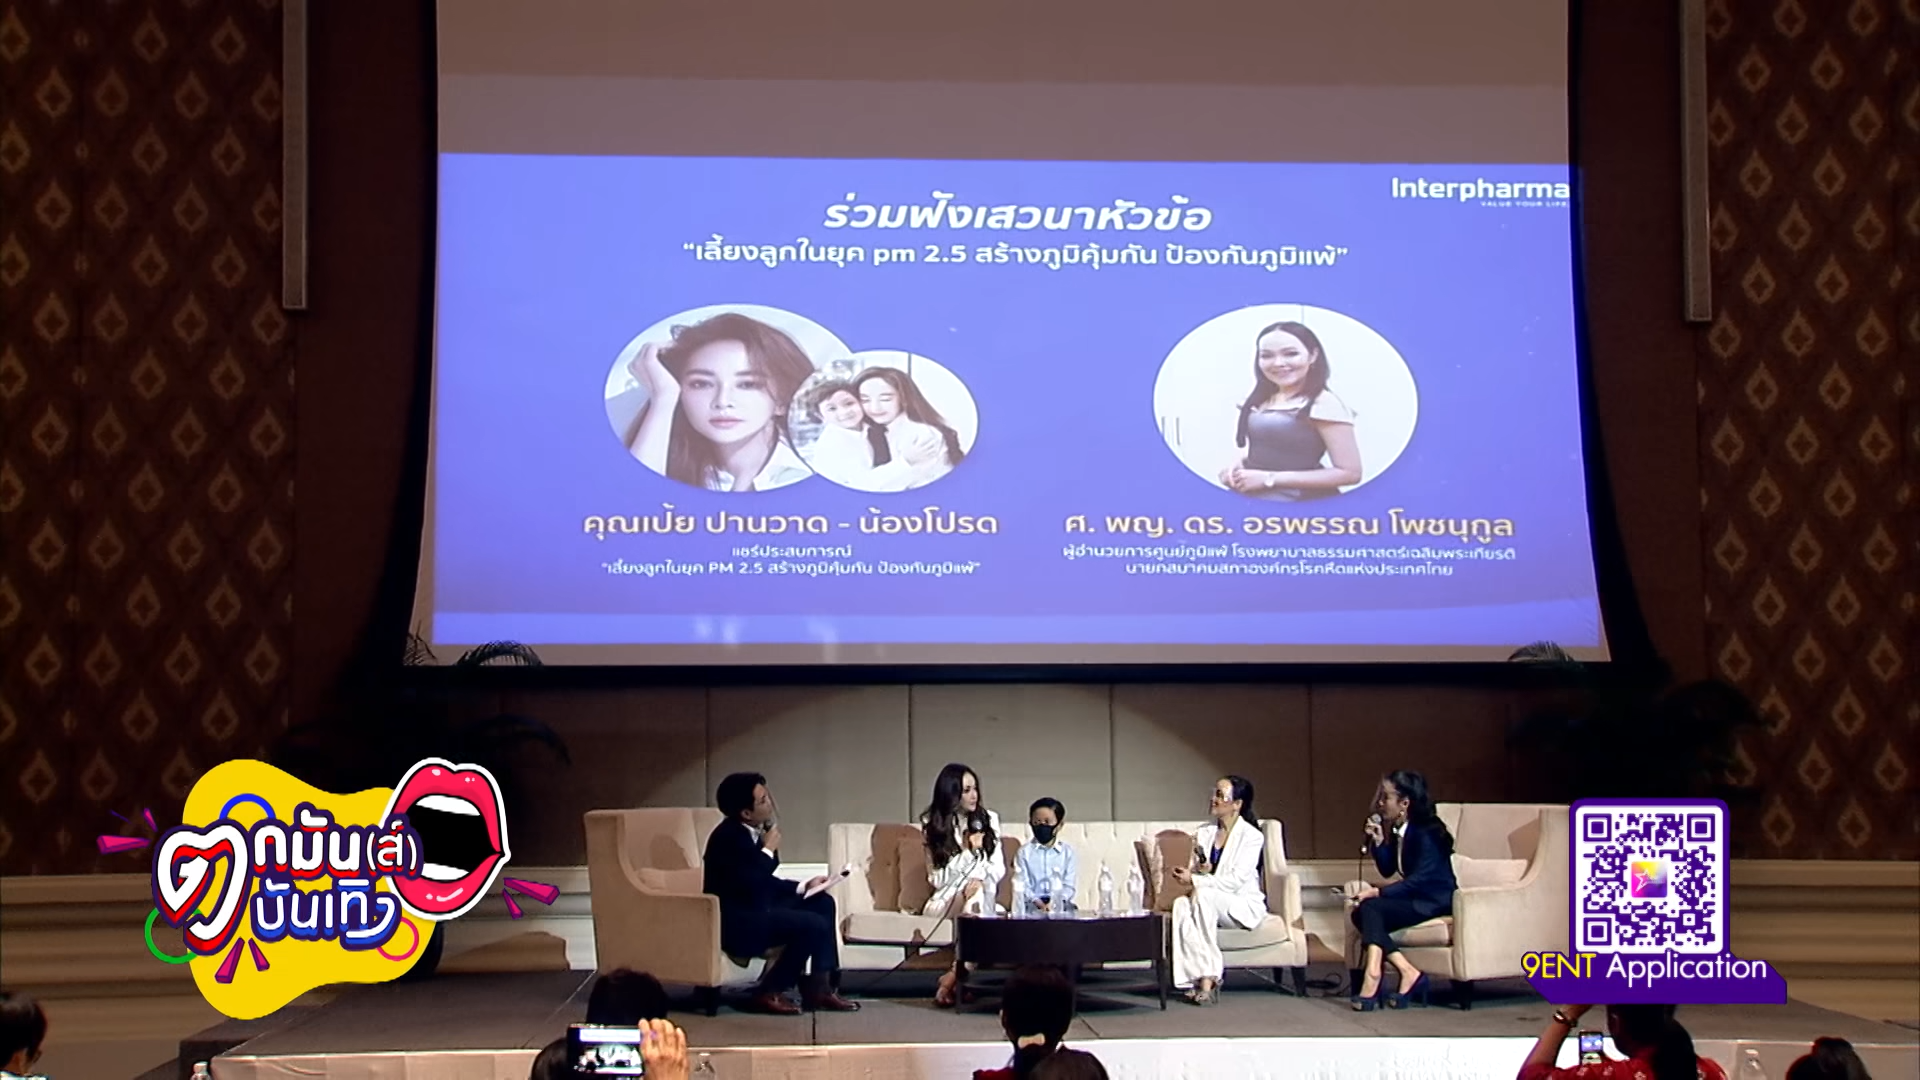 Interpharma
VALUE YOUR LIFE
ร่วมฟังเสวนาหัวข้อ
“เลี้ยงลูกในยุค pm 2.5 สร้างภูมิคุ้มกัน ป้องกันภูมิแพ้”
คุณเป้ย ปานวาด - น้องโปรด
แชร์ประสบการณ์
“เลี้ยงลูกในยุค PM 2.5 สร้างภูมิคุ้มกัน ป้องกันภูมิแพ้”
ศ. พญ. ดร. อรพรรณ โพชนุกูล
ผู้อำนวยการศูนย์ภูมิแพ้ โรงพยาบาลธรรมศาสตร์เฉลิมพระเกียรติ
นายกสมาคมสภาองค์กรโรคหืดแห่งประเทศไทย
ตกมัน(ส์)
บันเทิง
9ENT Application